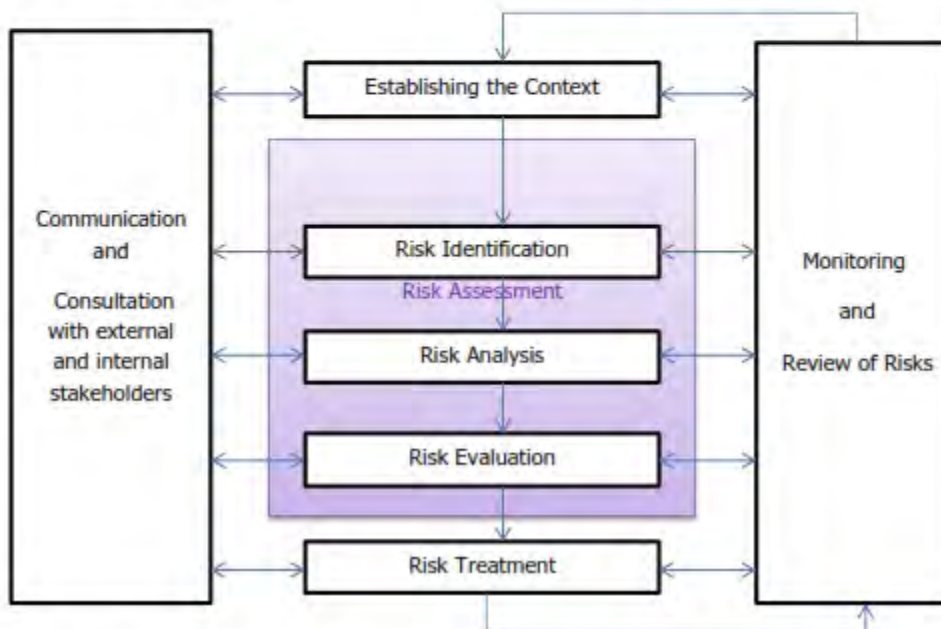 Establishing the Context
Communication
and
Consultation
with external
and internal
stakeholders
Risk Identification
Risk Assessment
Risk Analysis
Risk Evaluation
Risk Treatment
Monitoring
and
Review of Risks